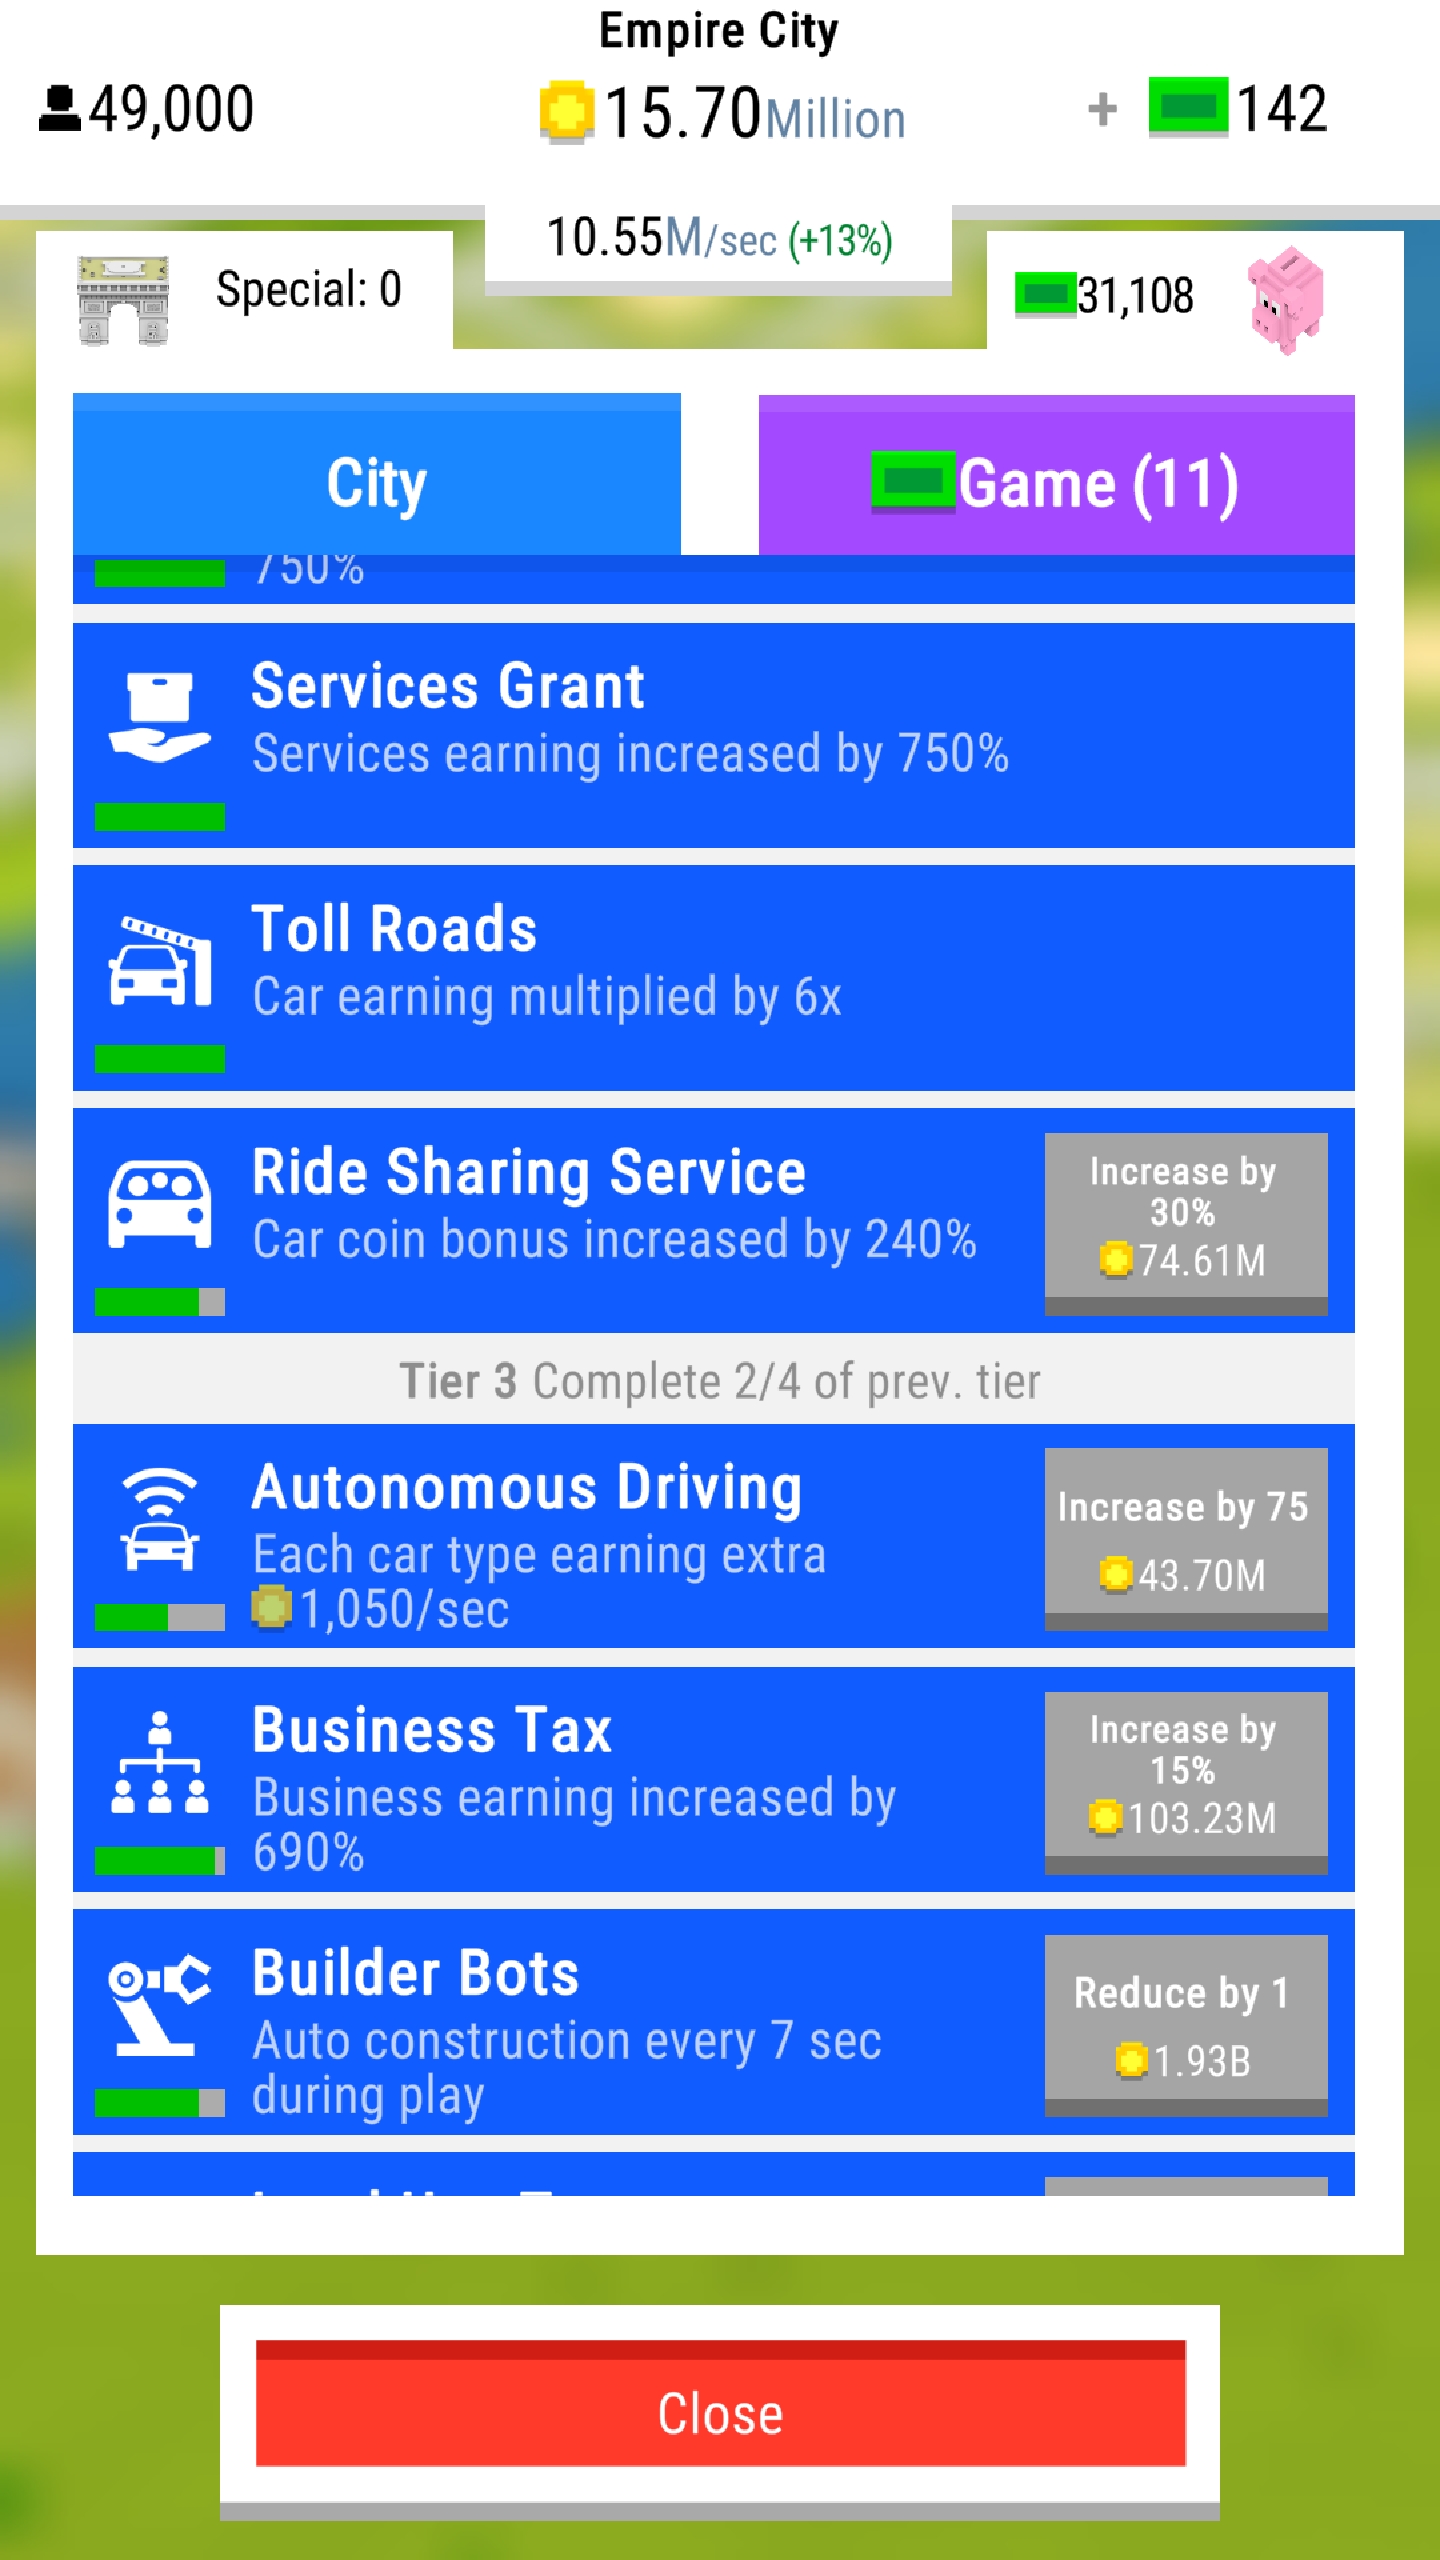 Empire City
49,000
15.70Million
+ 142
10.55M/sec (+13%)
Special: 0
31,108
City
Game (11)
750%
Services Grant
Services earning increased by 750%
Toll Roads
Car earning multiplied by 6x
Ride Sharing Service
Car coin bonus increased by 240%
Increase by
30%
74.61M
Tier 3 Complete 2/4 of prev. tier
Autonomous Driving
Each car type earning extra
1,050/sec
Increase by 75
43.70M
Business Tax
Business earning increased by
690%
Increase by
15%
103.23M
Builder Bots
Auto construction every 7 sec
during play
Reduce by 1
1.93B
Close